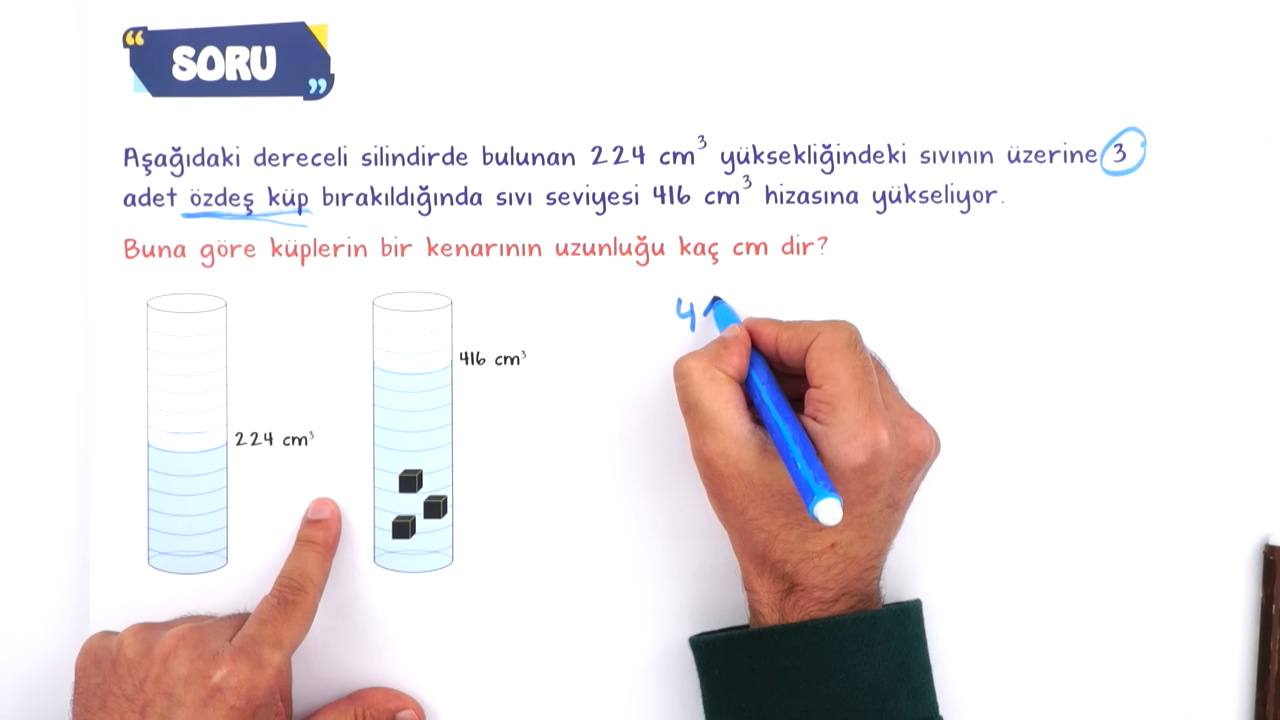 “ SORU ”
Aşağıdaki dereceli silindirde bulunan 224 cm³ yüksekliğindeki sıvının üzerine 3
adet özdeş küp bırakıldığında sıvı seviyesi 416 cm³ hizasına yükseliyor.
Buna göre küplerin bir kenarının uzunluğu kaç cm dir?
416 cm³
224 cm³
4